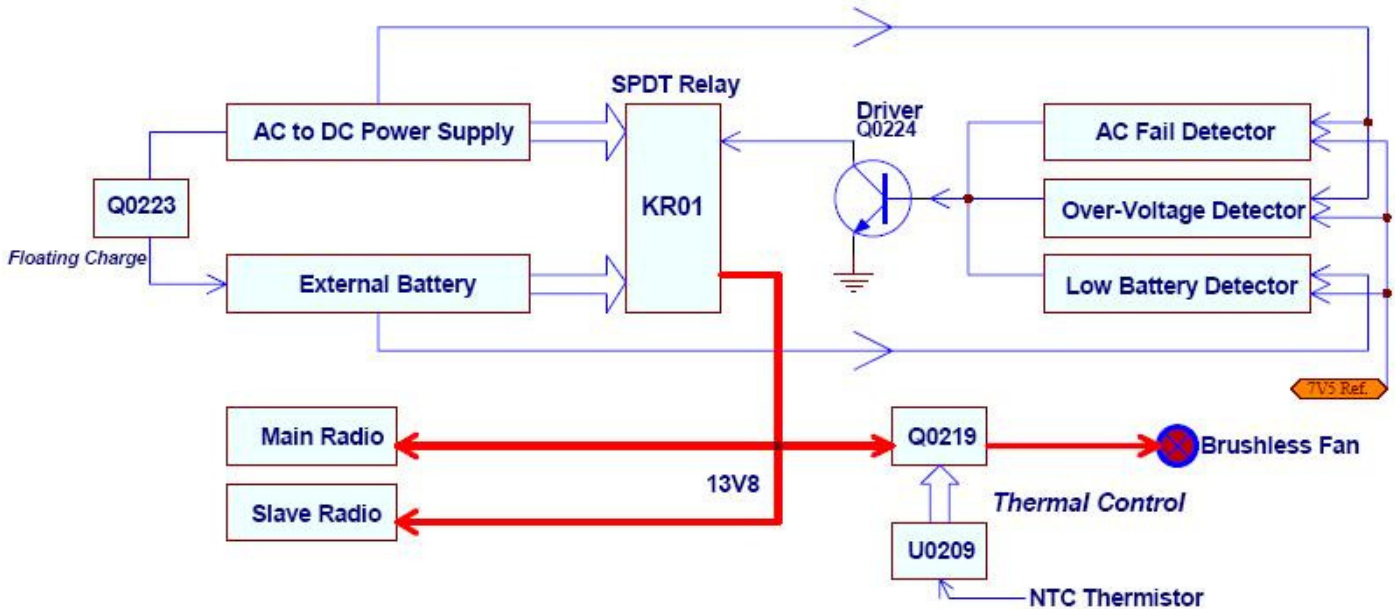 SPDT Relay
AC to DC Power Supply
KR01
Driver
Q0224
AC Fail Detector
Q0223
Over-Voltage Detector
Floating Charge
External Battery
Low Battery Detector
7V5 Ref.
Main Radio
Q0219
Brushless Fan
13V8
Slave Radio
Thermal Control
U0209
NTC Thermistor